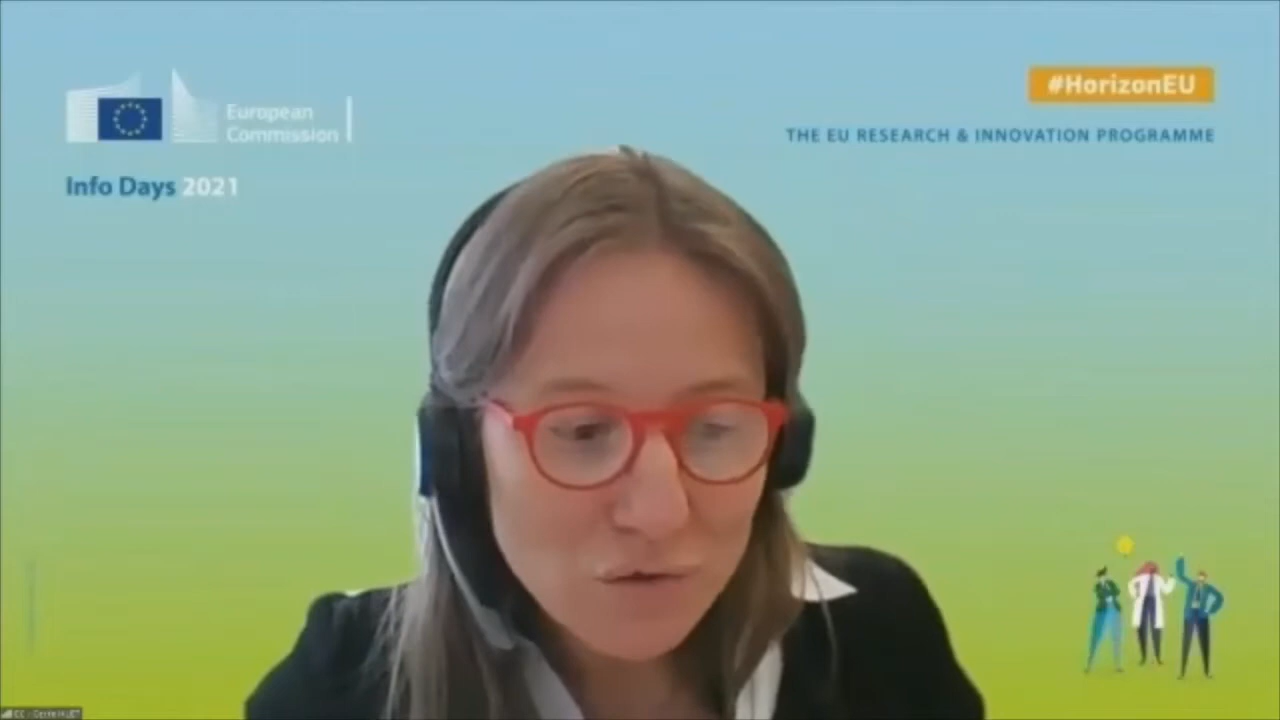 European
Commission
Info Days 2021
#HorizonEU
THE EU RESEARCH & INNOVATION PROGRAMME